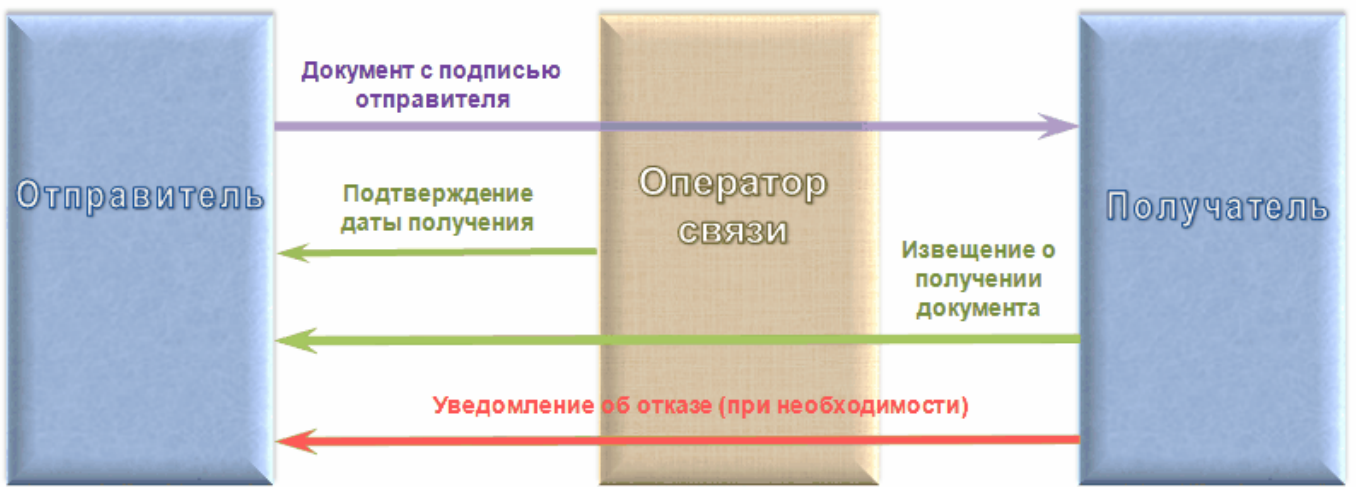 Документ с подписью
отправителя
Отправитель
Подтверждение
даты получения
Оператор
связи
Получатель
Извещение о
получении
документа
Уведомление об отказе (при необходимости)